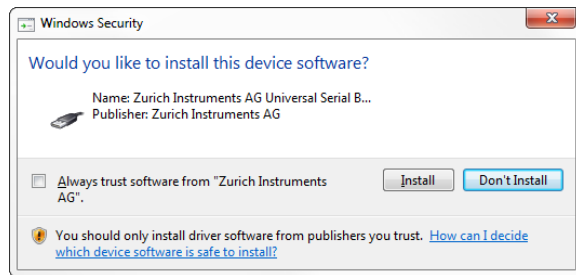 Windows Security
Would you like to install this device software?
Name: Zurich Instruments AG Universal Serial B...
Publisher: Zurich Instruments AG
Always trust software from "Zurich Instruments
AG".
Install
Don't Install
You should only install driver software from publishers you trust. How can I decide
which device software is safe to install?